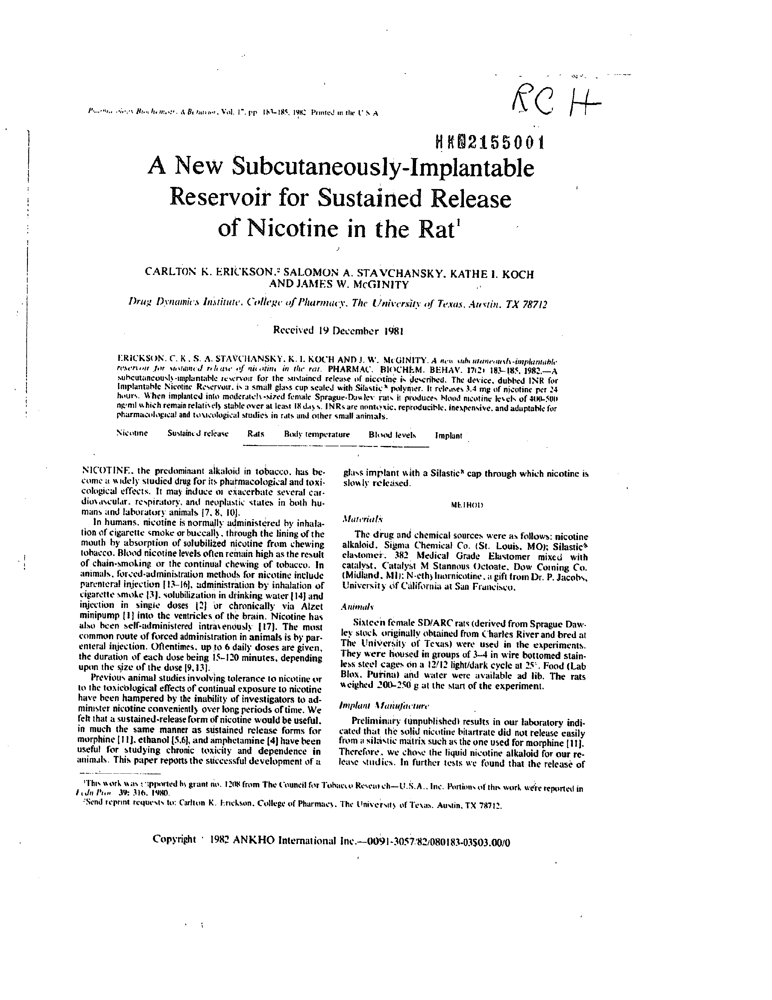 RCH
Biochemistry & Behavior, Vol. 17, pp. 183–185, 1982. Printed in the U.S.A.
HK02155001
A New Subcutaneously-Implantable
Reservoir for Sustained Release
of Nicotine in the Rat¹
CARLTON K. ERICKSON,² SALOMON A. STAVCHANSKY, KATHE I. KOCH
AND JAMES W. McGINITY
Drug Dynamics Institute, College of Pharmacy, The University of Texas, Austin, TX 78712
Received 19 December 1981
ERICKSON, C. K., S. A. STAVCHANSKY, K. I. KOCH AND J. W. McGINITY. A new subcutaneously-implantable
reservoir for sustained release of nicotine in the rat. PHARMAC. BIOCHEM. BEHAV. 17(2) 183–185, 1982.—A
subcutaneously-implantable reservoir for the sustained release of nicotine is described. The device, dubbed INR for
Implantable Nicotine Reservoir, is a small glass cup sealed with Silasticᴿ polymer. It releases 3.4 mg of nicotine per 24
hours. When implanted into moderately-sized female Sprague-Dawley rats it produces blood nicotine levels of 400–500
ng/ml which remain relatively stable over at least 18 days. INRs are nontoxic, reproducible, inexpensive, and adaptable for
pharmacological and toxicological studies in rats and other small animals.
Nicotine Sustained release Rats Body temperature Blood levels Implant
NICOTINE, the predominant alkaloid in tobacco, has be-
come a widely studied drug for its pharmacological and toxi-
cological effects. It may induce or exacerbate several car-
diovascular, respiratory, and neoplastic states in both hu-
mans and laboratory animals [7, 8, 10].
In humans, nicotine is normally administered by inhala-
tion of cigarette smoke or buccally, through the lining of the
mouth by absorption of solubilized nicotine from chewing
tobacco. Blood nicotine levels often remain high as the result
of chain-smoking or the continual chewing of tobacco. In
animals, forced-administration methods for nicotine include
parenteral injection [13–16], administration by inhalation of
cigarette smoke [3], solubilization in drinking water [14] and
injection in single doses [2] or chronically via Alzet
minipump [1] into the ventricles of the brain. Nicotine has
also been self-administered intravenously [17]. The most
common route of forced administration in animals is by par-
enteral injection. Oftentimes, up to 6 daily doses are given,
the duration of each dose being 15–120 minutes, depending
upon the size of the dose [9,13].
Previous animal studies involving tolerance to nicotine or
to the toxicological effects of continual exposure to nicotine
have been hampered by the inability of investigators to ad-
minister nicotine conveniently over long periods of time. We
felt that a sustained-release form of nicotine would be useful,
in much the same manner as sustained release forms for
morphine [11], ethanol [5,6], and amphetamine [4] have been
useful for studying chronic toxicity and dependence in
animals. This paper reports the successful development of a
glass implant with a Silasticᴿ cap through which nicotine is
slowly released.
METHOD
Materials
The drug and chemical sources were as follows: nicotine
alkaloid, Sigma Chemical Co. (St. Louis, MO); Silasticᴿ
elastomer, 382 Medical Grade Elastomer mixed with
catalyst, Catalyst M Stannous Octoate, Dow Corning Co.
(Midland, MI); N-ethylnornicotine, a gift from Dr. P. Jacobs,
University of California at San Francisco.
Animals
Sixteen female SD/ARC rats (derived from Sprague Daw-
ley stock originally obtained from Charles River and bred at
The University of Texas) were used in the experiments.
They were housed in groups of 3–4 in wire bottomed stain-
less steel cages on a 12/12 light/dark cycle at 25°. Food (Lab
Blox, Purina) and water were available ad lib. The rats
weighed 200–250 g at the start of the experiment.
Implant Manufacture
Preliminary (unpublished) results in our laboratory indi-
cated that the solid nicotine bitartrate did not release easily
from a silastic matrix such as the one used for morphine [11].
Therefore, we chose the liquid nicotine alkaloid for our re-
lease studies. In further tests we found that the release of
¹This work was supported by grant no. 1208 from The Council for Tobacco Research—U.S.A., Inc. Portions of this work were reported in
Fedn Proc. 39: 316, 1980.
²Send reprint requests to: Carlton K. Erickson, College of Pharmacy, The University of Texas, Austin, TX 78712.
Copyright 1982 ANKHO International Inc.—0091-3057/82/080183-03$03.00/0